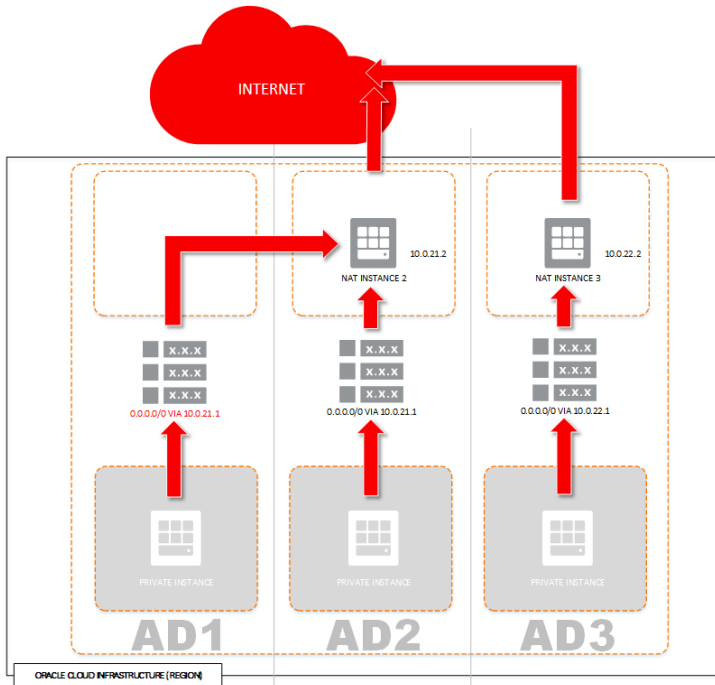 INTERNET
10.0.21.2
10.0.22.2
NAT INSTANCE 2
NAT INSTANCE 3
x.x.x
x.x.x
x.x.x
x.x.x
x.x.x
x.x.x
x.x.x
x.x.x
x.x.x
0.0.0.0/0 VIA 10.0.21.1
0.0.0.0/0 VIA 10.0.21.1
0.0.0.0/0 VIA 10.0.22.1
PRIVATE INSTANCE
PRIVATE INSTANCE
PRIVATE INSTANCE
AD1
AD2
AD3
ORACLE CLOUD INFRASTRUCTURE (REGION)